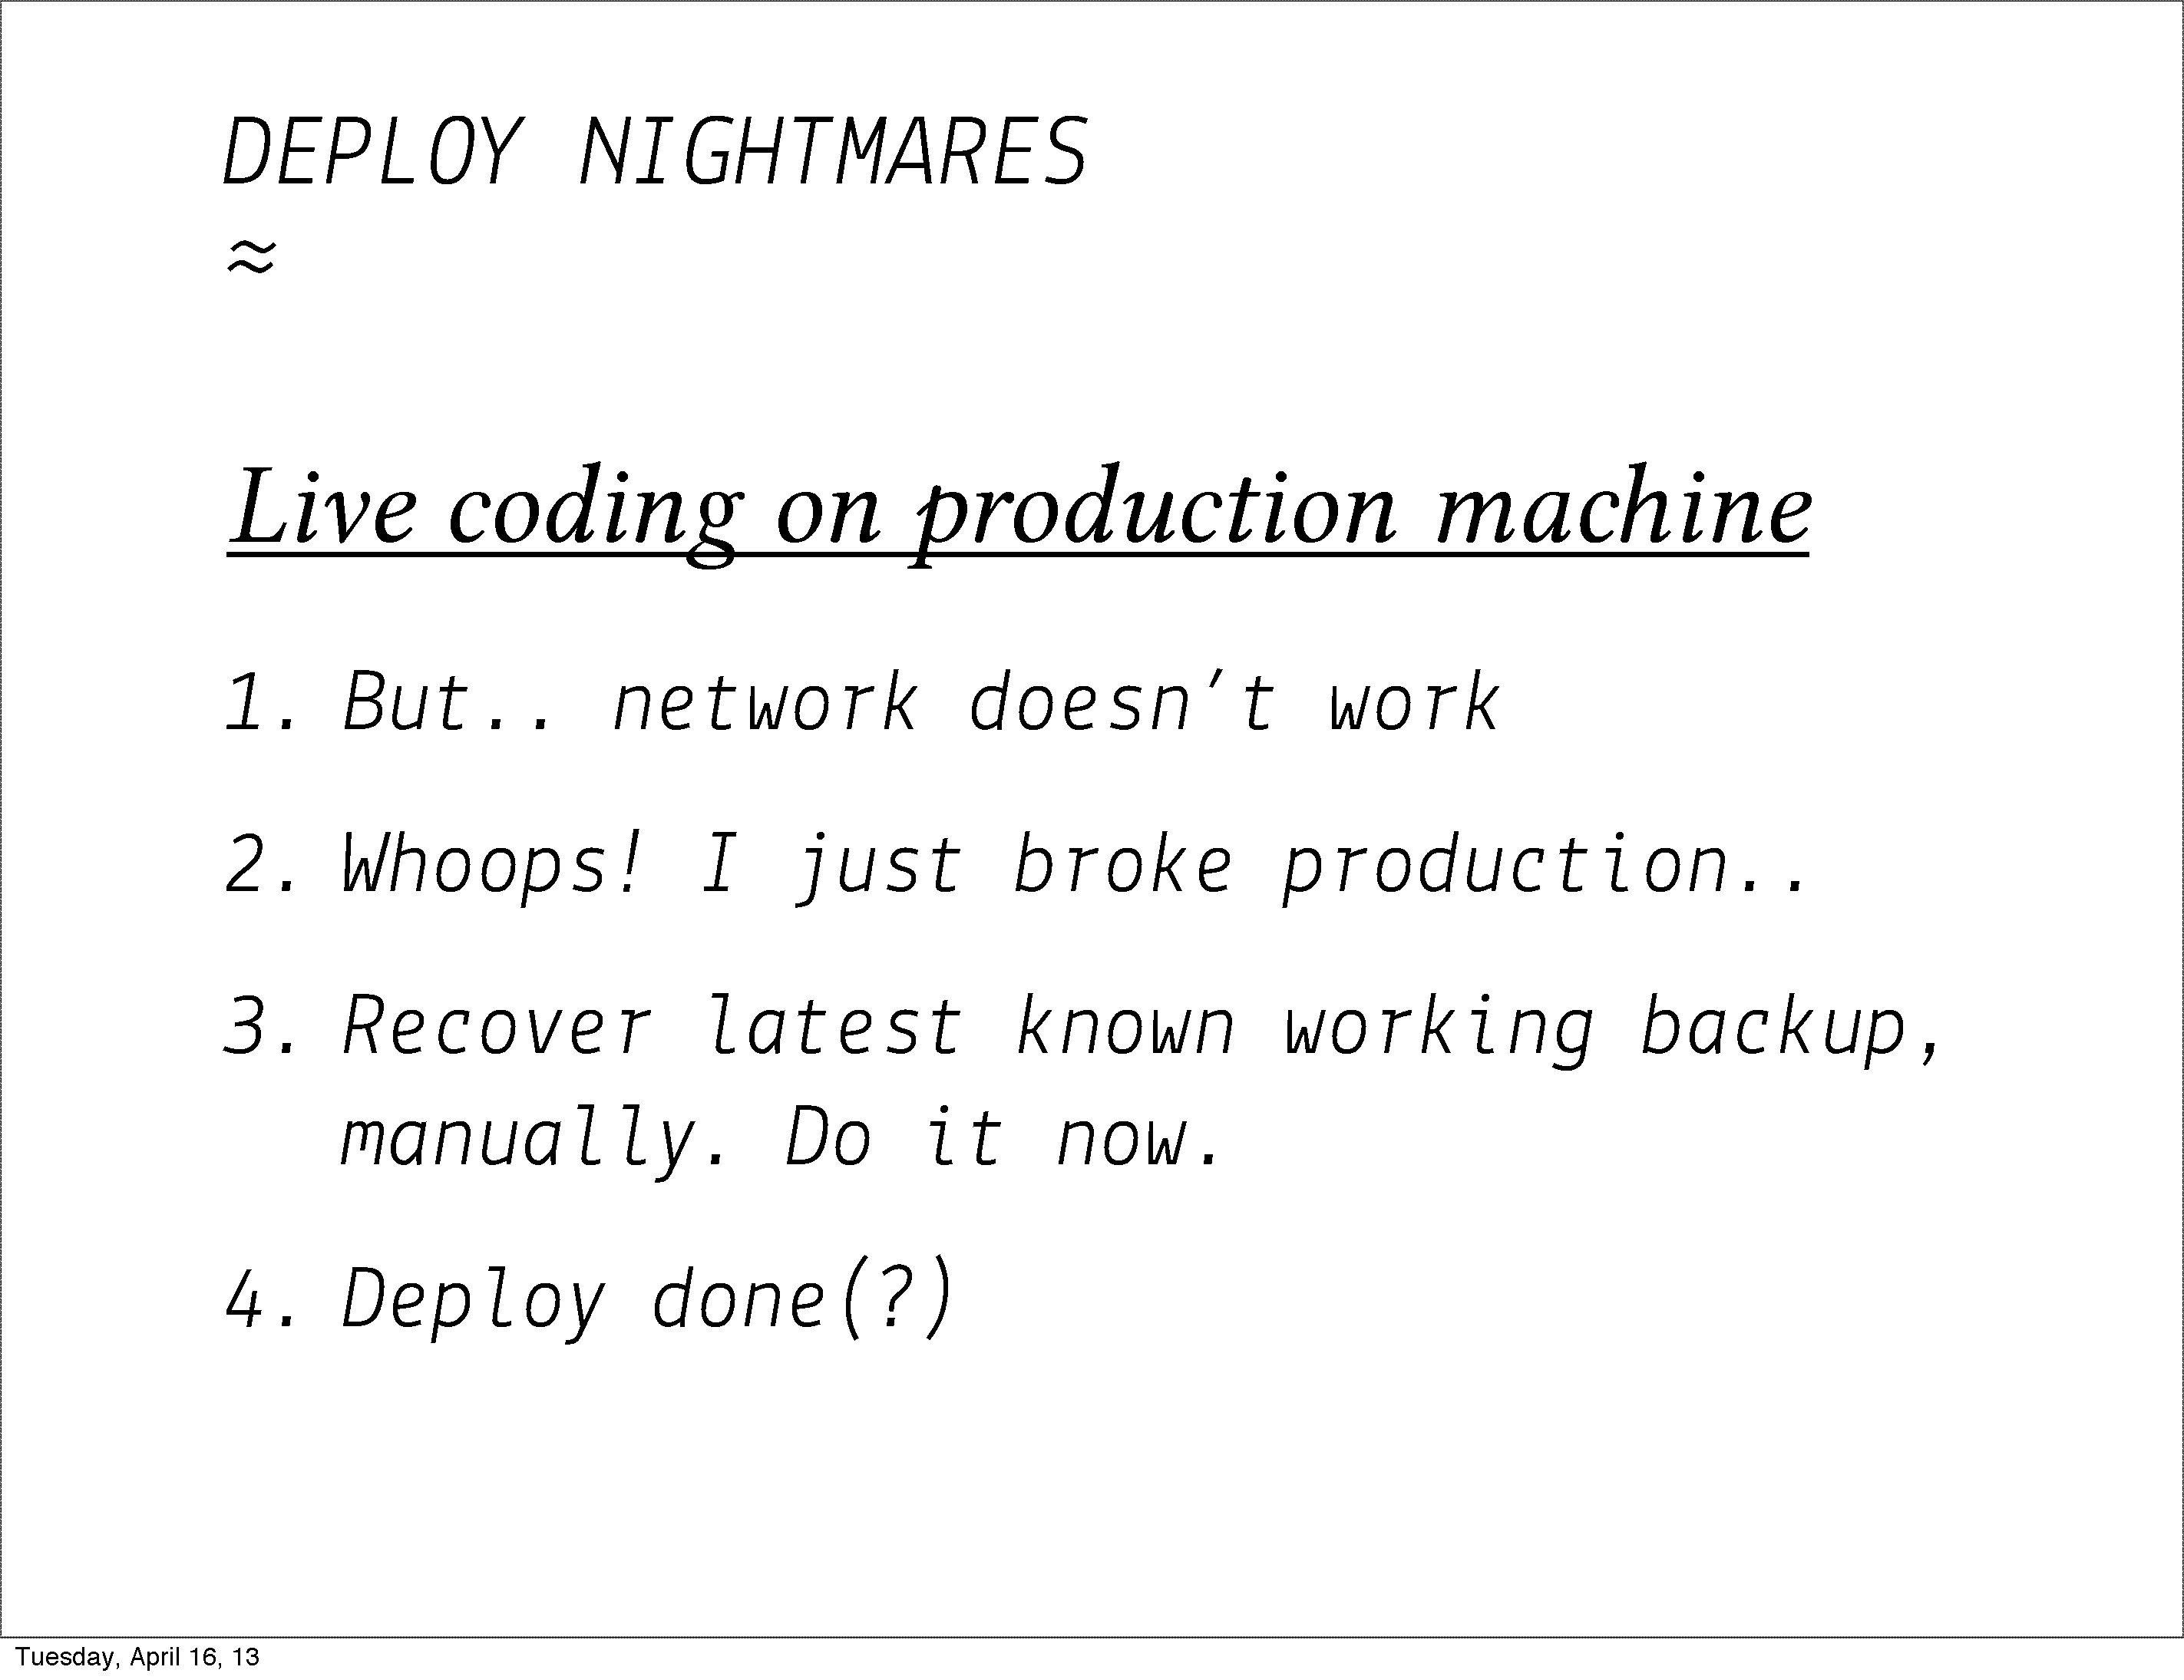 DEPLOY NIGHTMARES
≈
Live coding on production machine
1. But.. network doesn’t work
2. Whoops! I just broke production..
3. Recover latest known working backup,
manually. Do it now.
4. Deploy done(?)
Tuesday, April 16, 13